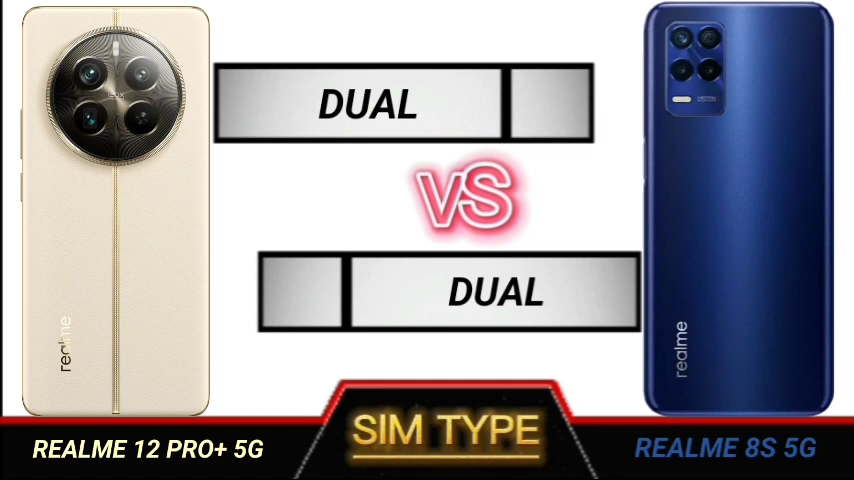 DUAL
VS
DUAL
realme
realme
SIM TYPE
REALME 12 PRO+ 5G
REALME 8S 5G